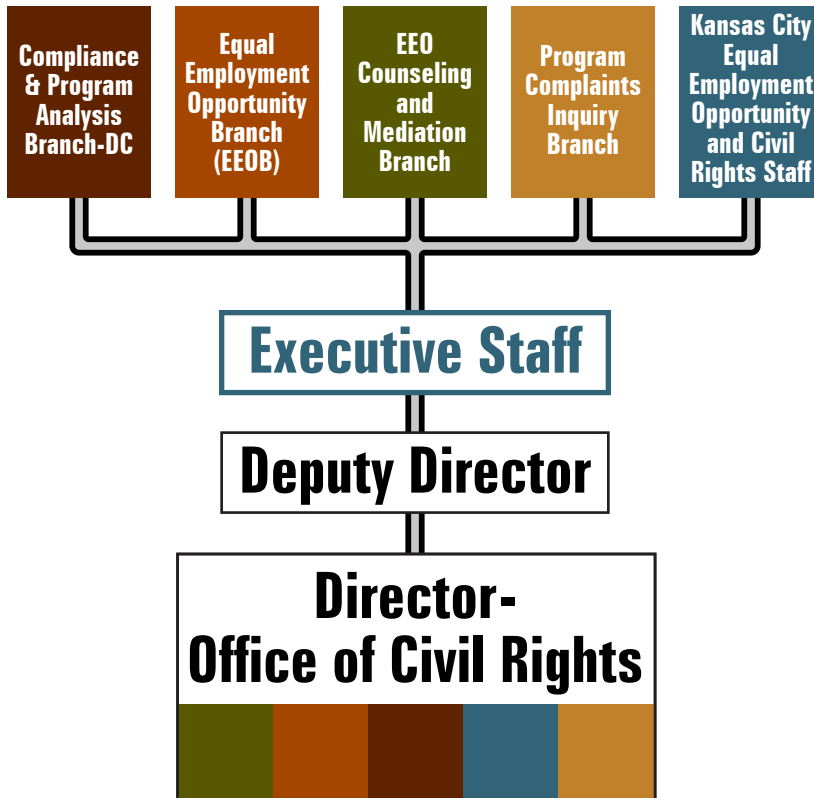 Compliance
& Program
Analysis
Branch-DC
Equal
Employment
Opportunity
Branch
(EEOB)
EEO
Counseling
and
Mediation
Branch
Program
Complaints
Inquiry
Branch
Kansas City
Equal
Employment
Opportunity
and Civil
Rights Staff
Executive Staff
Deputy Director
Director-
Office of Civil Rights